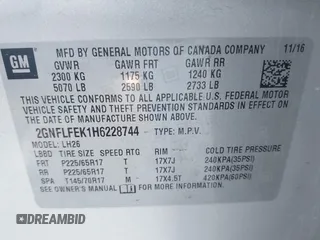 GM
MFD BY GENERAL MOTORS OF CANADA COMPANY 11/16
GVWR GAWR FRT GAWR RR
2300 KG 1175 KG 1240 KG
5070 LB 2590 LB 2733 LB
THIS VEHICLE CONFORMS TO ALL APPLICABLE U.S. FEDERAL
MOTOR VEHICLE SAFETY, BUMPER, AND THEFT PREVENTION
STANDARDS IN EFFECT ON THE DATE OF
MANUFACTURE SHOWN ABOVE.
2GNFLFEK1H6228744 TYPE: M.P.V.
MODEL: LH26
LBBD TIRE SIZE SPEED RTG RIM COLD TIRE PRESSURE
FRT P225/65R17 T 17X7J 240KPA(35PSI)
RR P225/65R17 T 17X7J 240KPA(35PSI)
SPA T145/70R17 M 17X4.5T 420KPA(60PSI)
SEE OWNER'S MANUAL FOR
DREAMBID